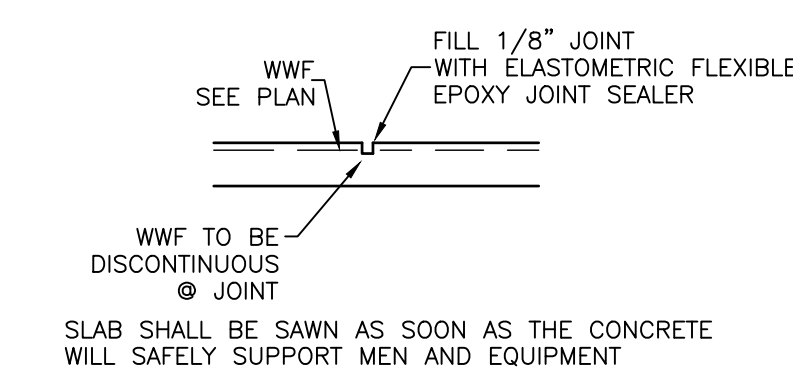 FILL 1/8" JOINT
WITH ELASTOMETRIC FLEXIBLE
EPOXY JOINT SEALER
WWF
SEE PLAN
WWF TO BE
DISCONTINUOUS
@ JOINT
SLAB SHALL BE SAWN AS SOON AS THE CONCRETE
WILL SAFELY SUPPORT MEN AND EQUIPMENT